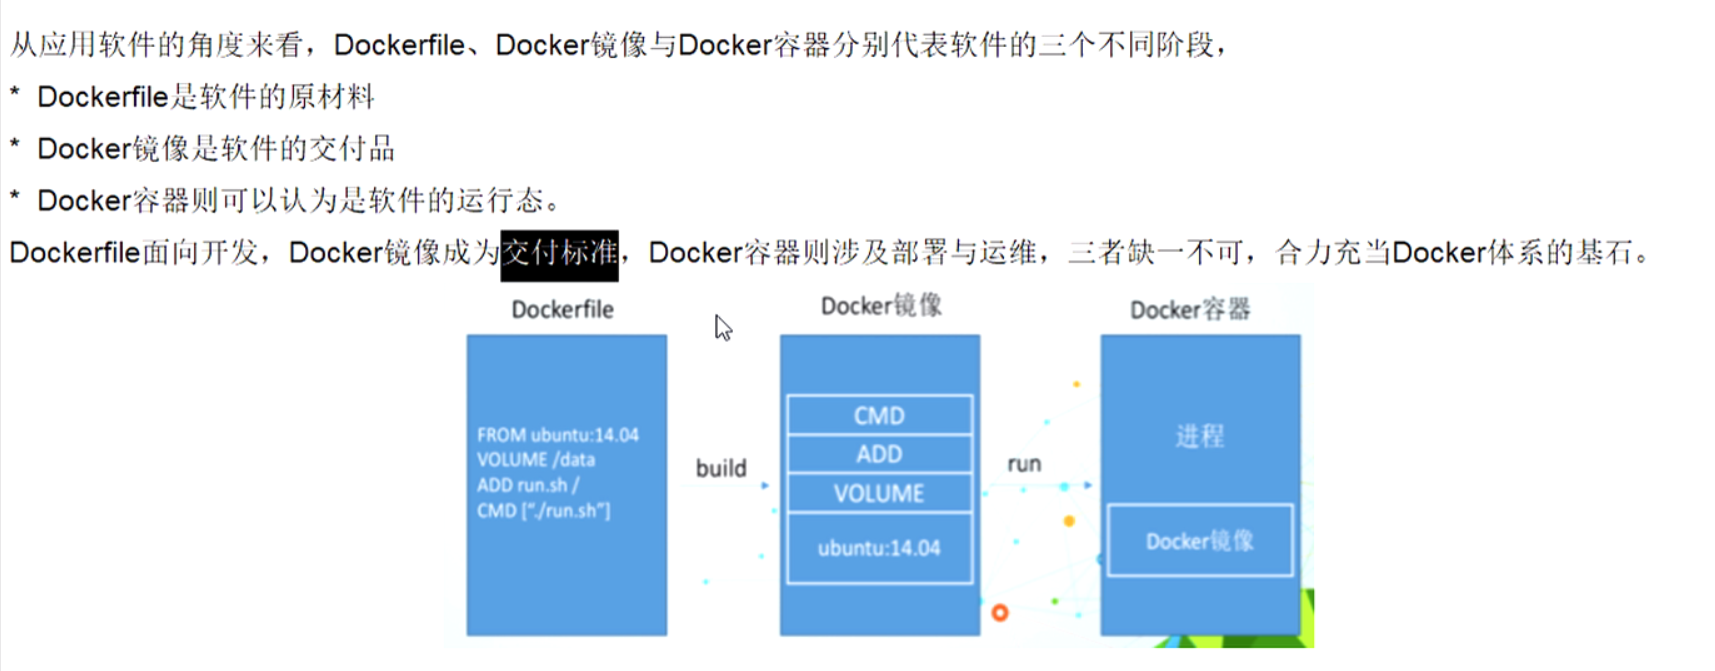 从应用软件的角度来看，Dockerfile、Docker镜像与Docker容器分别代表软件的三个不同阶段，
* Dockerfile是软件的原材料
* Docker镜像是软件的交付品
* Docker容器则可以认为是软件的运行态。
Dockerfile面向开发，Docker镜像成为交付标准，Docker容器则涉及部署与运维，三者缺一不可，合力充当Docker体系的基石。
Dockerfile
FROM ubuntu:14.04
VOLUME /data
ADD run.sh /
CMD [“./run.sh”]
build
Docker镜像
CMD
ADD
VOLUME
ubuntu:14.04
run
Docker容器
进程
Docker镜像